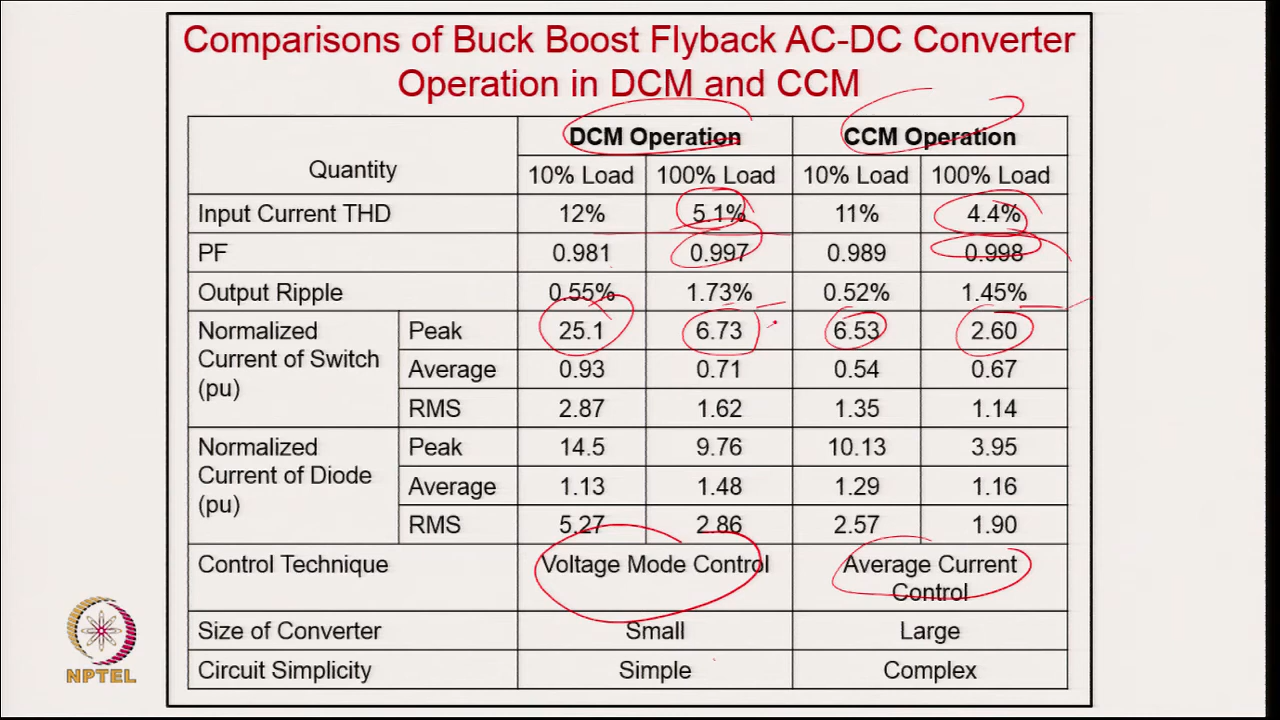 Comparisons of Buck Boost Flyback AC-DC Converter
Operation in DCM and CCM
Quantity DCM Operation CCM Operation
10% Load 100% Load 10% Load 100% Load
Input Current THD 12% 5.1% 11% 4.4%
PF 0.981 0.997 0.989 0.998
Output Ripple 0.55% 1.73% 0.52% 1.45%
Normalized
Current of Switch
(pu)
Peak 25.1 6.73 6.53 2.60
Average 0.93 0.71 0.54 0.67
RMS 2.87 1.62 1.35 1.14
Normalized
Current of Diode
(pu)
Peak 14.5 9.76 10.13 3.95
Average 1.13 1.48 1.29 1.16
RMS 5.27 2.86 2.57 1.90
Control Technique Voltage Mode Control Average Current
Control
Size of Converter Small Large
Circuit Simplicity Simple Complex
NPTEL